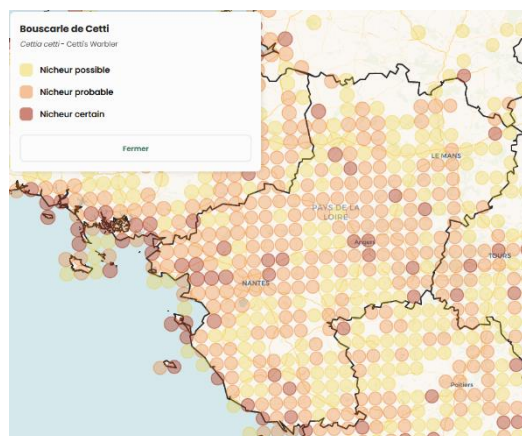 Bouscarle de Cetti
Cettia cetti - Cetti's Warbler
Nicheur possible
Nicheur probable
Nicheur certain
Fermer
LE MANS
PAYS DE LA
LOIRE
Angers
TOURS
NANTES
Poitiers